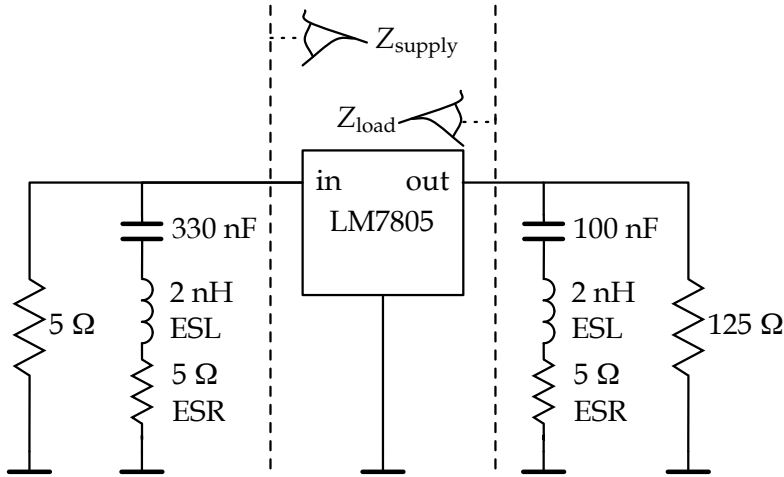 Z_supply
Z_load
in out
LM7805
330 nF
2 nH
ESL
5 Ω
ESR
5 Ω
100 nF
2 nH
ESL
5 Ω
ESR
125 Ω